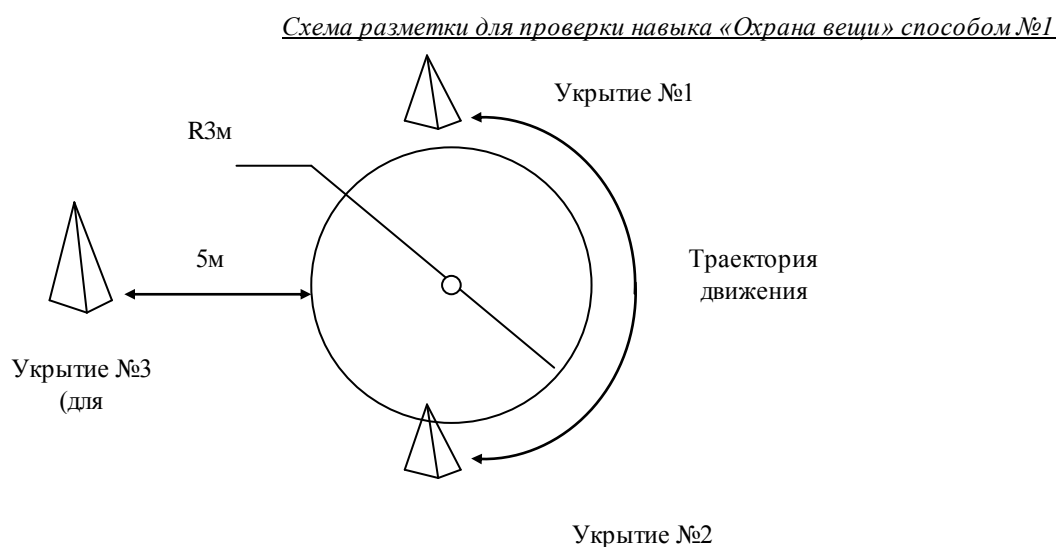 Схема разметки для проверки навыка «Охрана вещи» способом №1
Укрытие №1
R3м
5м
Траектория
движения
Укрытие №3
(для
Укрытие №2